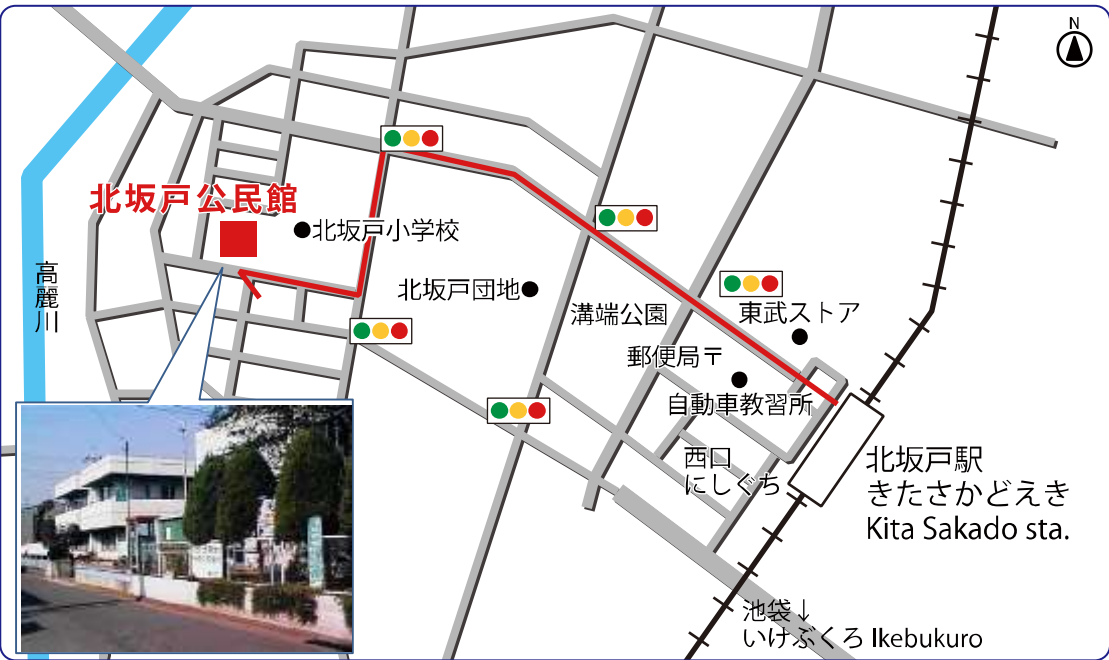 N
北坂戸公民館
北坂戸小学校
高麗川
北坂戸団地
溝端公園
東武ストア
郵便局〒
自動車教習所
西口
にしぐち
北坂戸駅
きたさかどえき
Kita Sakado sta.
池袋↓
いけぶくろ Ikebukuro